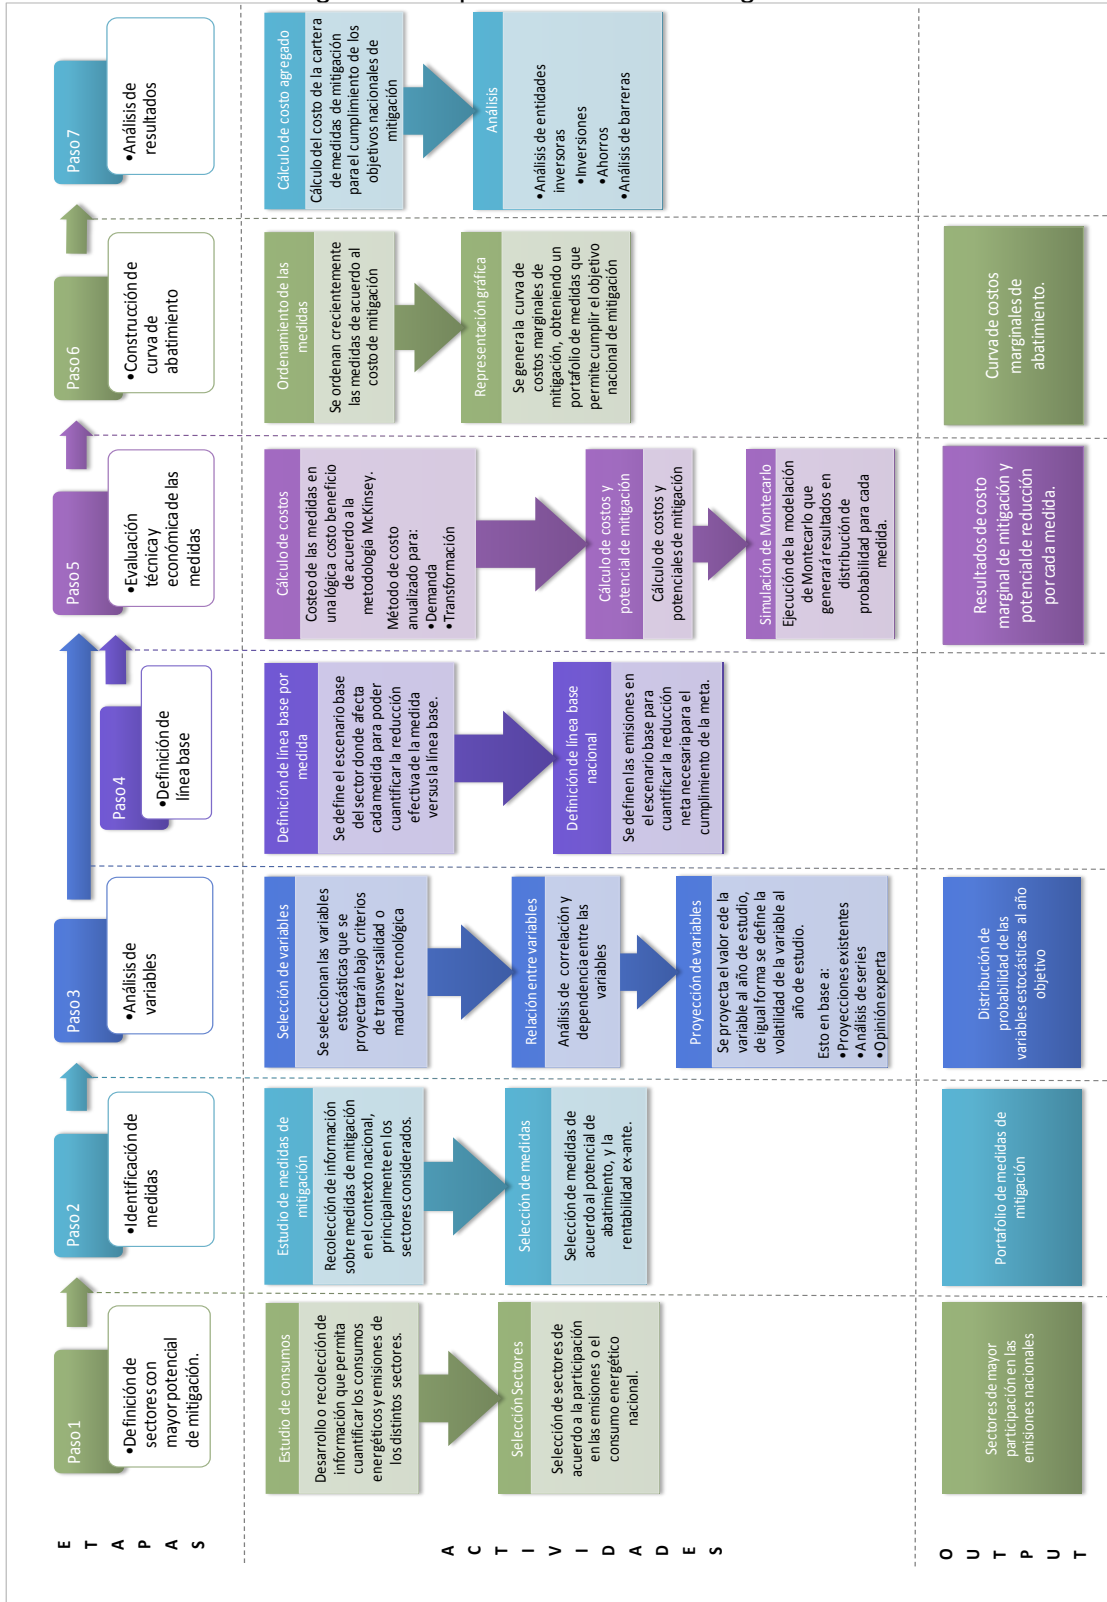 E T A P A S
Paso 1
•Definición de
sectores con
mayor potencial
de mitigación.
Paso 2
•Identificación de
medidas
Paso 3
•Análisis de
variables
Paso 4
•Definición de
línea base
Paso 5
•Evaluación
técnica y
económica de las
medidas
Paso 6
•Construcción de
curva de
abatimiento
Paso 7
•Análisis de
resultados
A C T I V I D A D E S
Estudio de consumos
Desarrollo o recolección de
información que permita
cuantificar los consumos
energéticos y emisiones de
los distintos sectores.
Selección Sectores
Selección de sectores de
acuerdo a la participación
en las emisiones o el
consumo energético
nacional.
Estudio de medidas de
mitigación
Recolección de información
sobre medidas de mitigación
en el contexto nacional,
principalmente en los
sectores considerados.
Selección de medidas
Selección de medidas de
acuerdo al potencial de
abatimiento, y la
rentabilidad ex-ante.
Selección de variables
Se seleccionan las variables
estocásticas que se
proyectarán bajo criterios
de transversalidad o
madurez tecnológica
Relación entre variables
Análisis de correlación y
dependencia entre las
variables
Proyección de variables
Se proyecta el valor ede la
variable al año de estudio,
de igual forma se define la
volatilidad de la variable al
año de estudio.
Esto en base a:
•Proyecciones existentes
•Análisis de series
•Opinión experta
Definición de línea base por
medida
Se define el escenario base
del sector donde afecta
cada medida para poder
cuantificar la reducción
efectiva de la medida
versus la línea base.
Definición de línea base
nacional
Se definen las emisiones en
el escenario base para
cuantificar la reducción
neta necesaria para el
cumplimiento de la meta.
Cálculo de costos
Costeo de las medidas en
una lógica costo beneficio
de acuerdo a la
metodología McKinsey.
Método de costo
anualizado para:
•Demanda
•Transformación
Cálculo de costos y
potencial de mitigación
Cálculo de costos y
potenciales de mitigación
Simulación de Montecarlo
Ejecución de la modelación
de Montecarlo que
generará resultados en
distribución de
probabilidad para cada
medida.
Ordenamiento de las
medidas
Se ordenan crecientemente
las medidas de acuerdo al
costo de mitigación
Representación gráfica
Se genera la curva de
costos marginales de
mitigación, obteniendo un
portafolio de medidas que
permite cumplir el objetivo
nacional de mitigación
Cálculo de costo agregado
Cálculo del costo de la cartera
de medidas de mitigación
para el cumplimiento de los
objetivos nacionales de
mitigación
Análisis
•Análisis de entidades
inversoras
•Inversiones
•Ahorros
•Análisis de barreras
O U T P U T
Sectores de mayor
participación en las
emisiones nacionales
Portafolio de medidas de
mitigación
Distribución de
probabilidad de las
variables estocásticas al año
objetivo
Resultados de costo
marginal de mitigación y
potencial de reducción
por cada medida.
Curva de costos
marginales de
abatimiento.